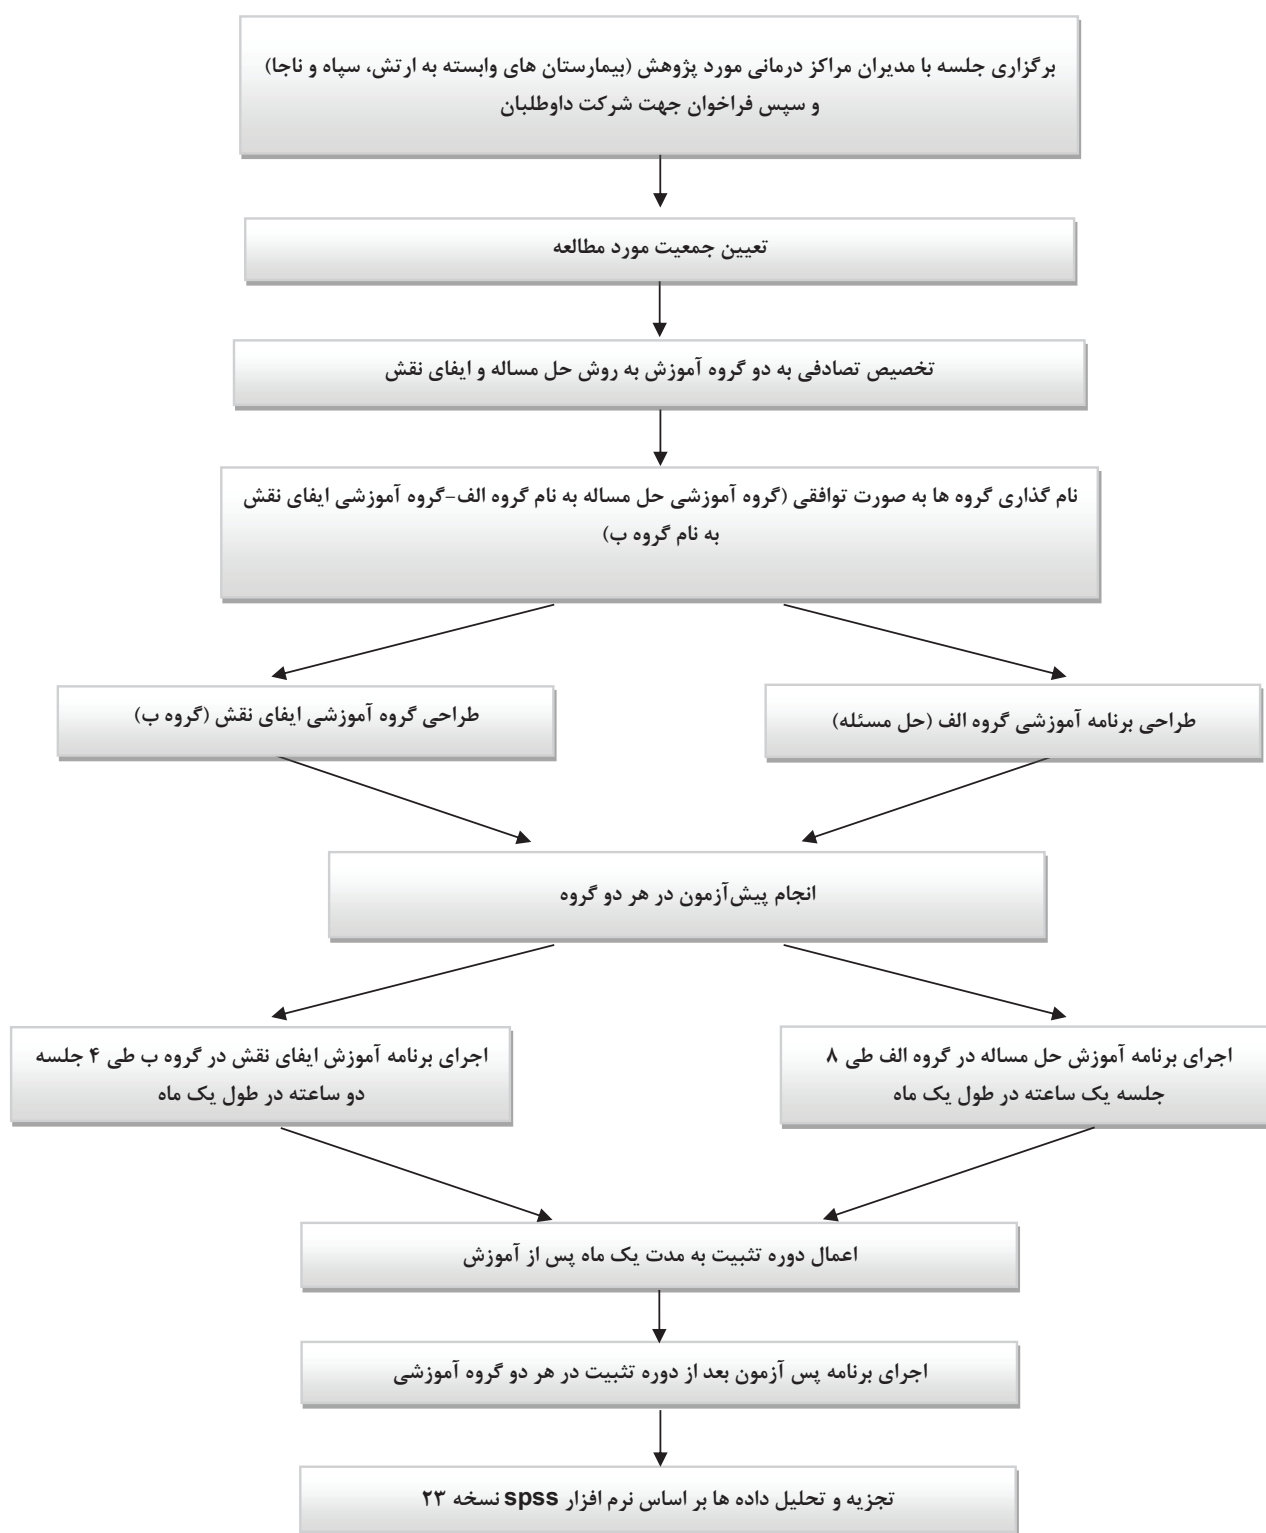 برگزاری جلسه با مدیران مراکز درمانی مورد پژوهش (بیمارستان های وابسته به ارتش، سپاه و ناجا)
و سپس فراخوان جهت شرکت داوطلبان
تعیین جمعیت مورد مطالعه
تخصیص تصادفی به دو گروه آموزش به روش حل مساله و ایفای نقش
نام گذاری گروه ها به صورت توافقی (گروه آموزشی حل مساله به نام گروه الف-گروه آموزشی ایفای نقش
به نام گروه ب)
طراحی برنامه آموزشی گروه الف (حل مسئله)
طراحی گروه آموزشی ایفای نقش (گروه ب)
انجام پیش‌آزمون در هر دو گروه
اجرای برنامه آموزش حل مساله در گروه الف طی ۸
جلسه یک ساعته در طول یک ماه
اجرای برنامه آموزش ایفای نقش در گروه ب طی ۴ جلسه
دو ساعته در طول یک ماه
اعمال دوره تثبیت به مدت یک ماه پس از آموزش
اجرای برنامه پس آزمون بعد از دوره تثبیت در هر دو گروه آموزشی
تجزیه و تحلیل داده ها بر اساس نرم افزار spss نسخه ۲۳